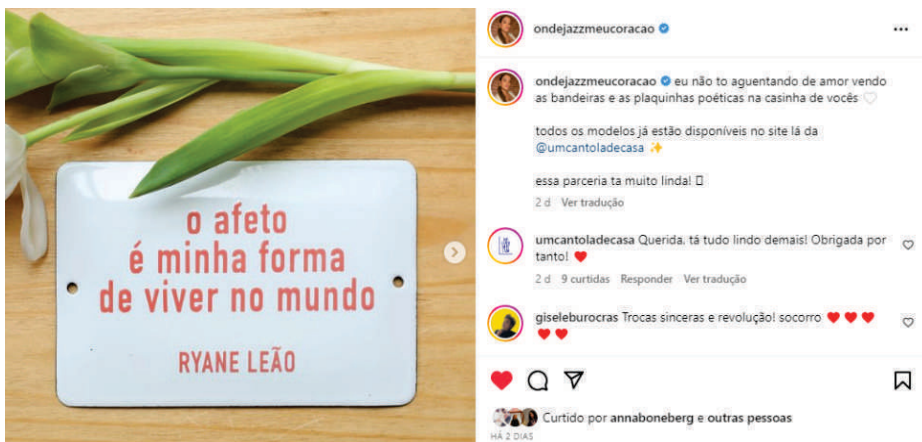 o afeto
é minha forma
de viver no mundo
RYANE LEÃO
ondejazzmeucoracao
ondejazzmeucoracao eu não to aguentando de amor vendo
as bandeiras e as plaquinhas poéticas na casinha de vocês
todos os modelos já estão disponíveis no site lá da
@umcantoladecasa ✨
essa parceria ta muito linda!
2 d Ver tradução
umcantoladecasa Querida, tá tudo lindo demais! Obrigada por
tanto! ❤
2 d 9 curtidas Responder Ver tradução
giseleburocras Trocas sinceras e revolução! socorro ❤ ❤ ❤
❤ ❤
Curtido por annaboneberg e outras pessoas
HÁ 2 DIAS